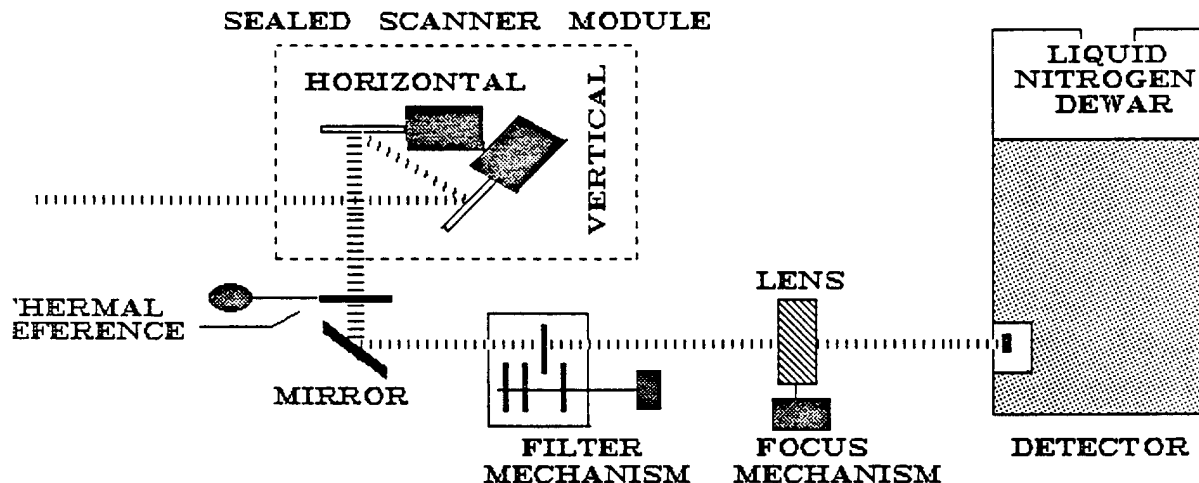 SEALED SCANNER MODULE
HORIZONTAL
VERTICAL
LIQUID
NITROGEN
DEWAR
HERMAL
EFERENCE
MIRROR
LENS
FILTER
MECHANISM
FOCUS
MECHANISM
DETECTOR